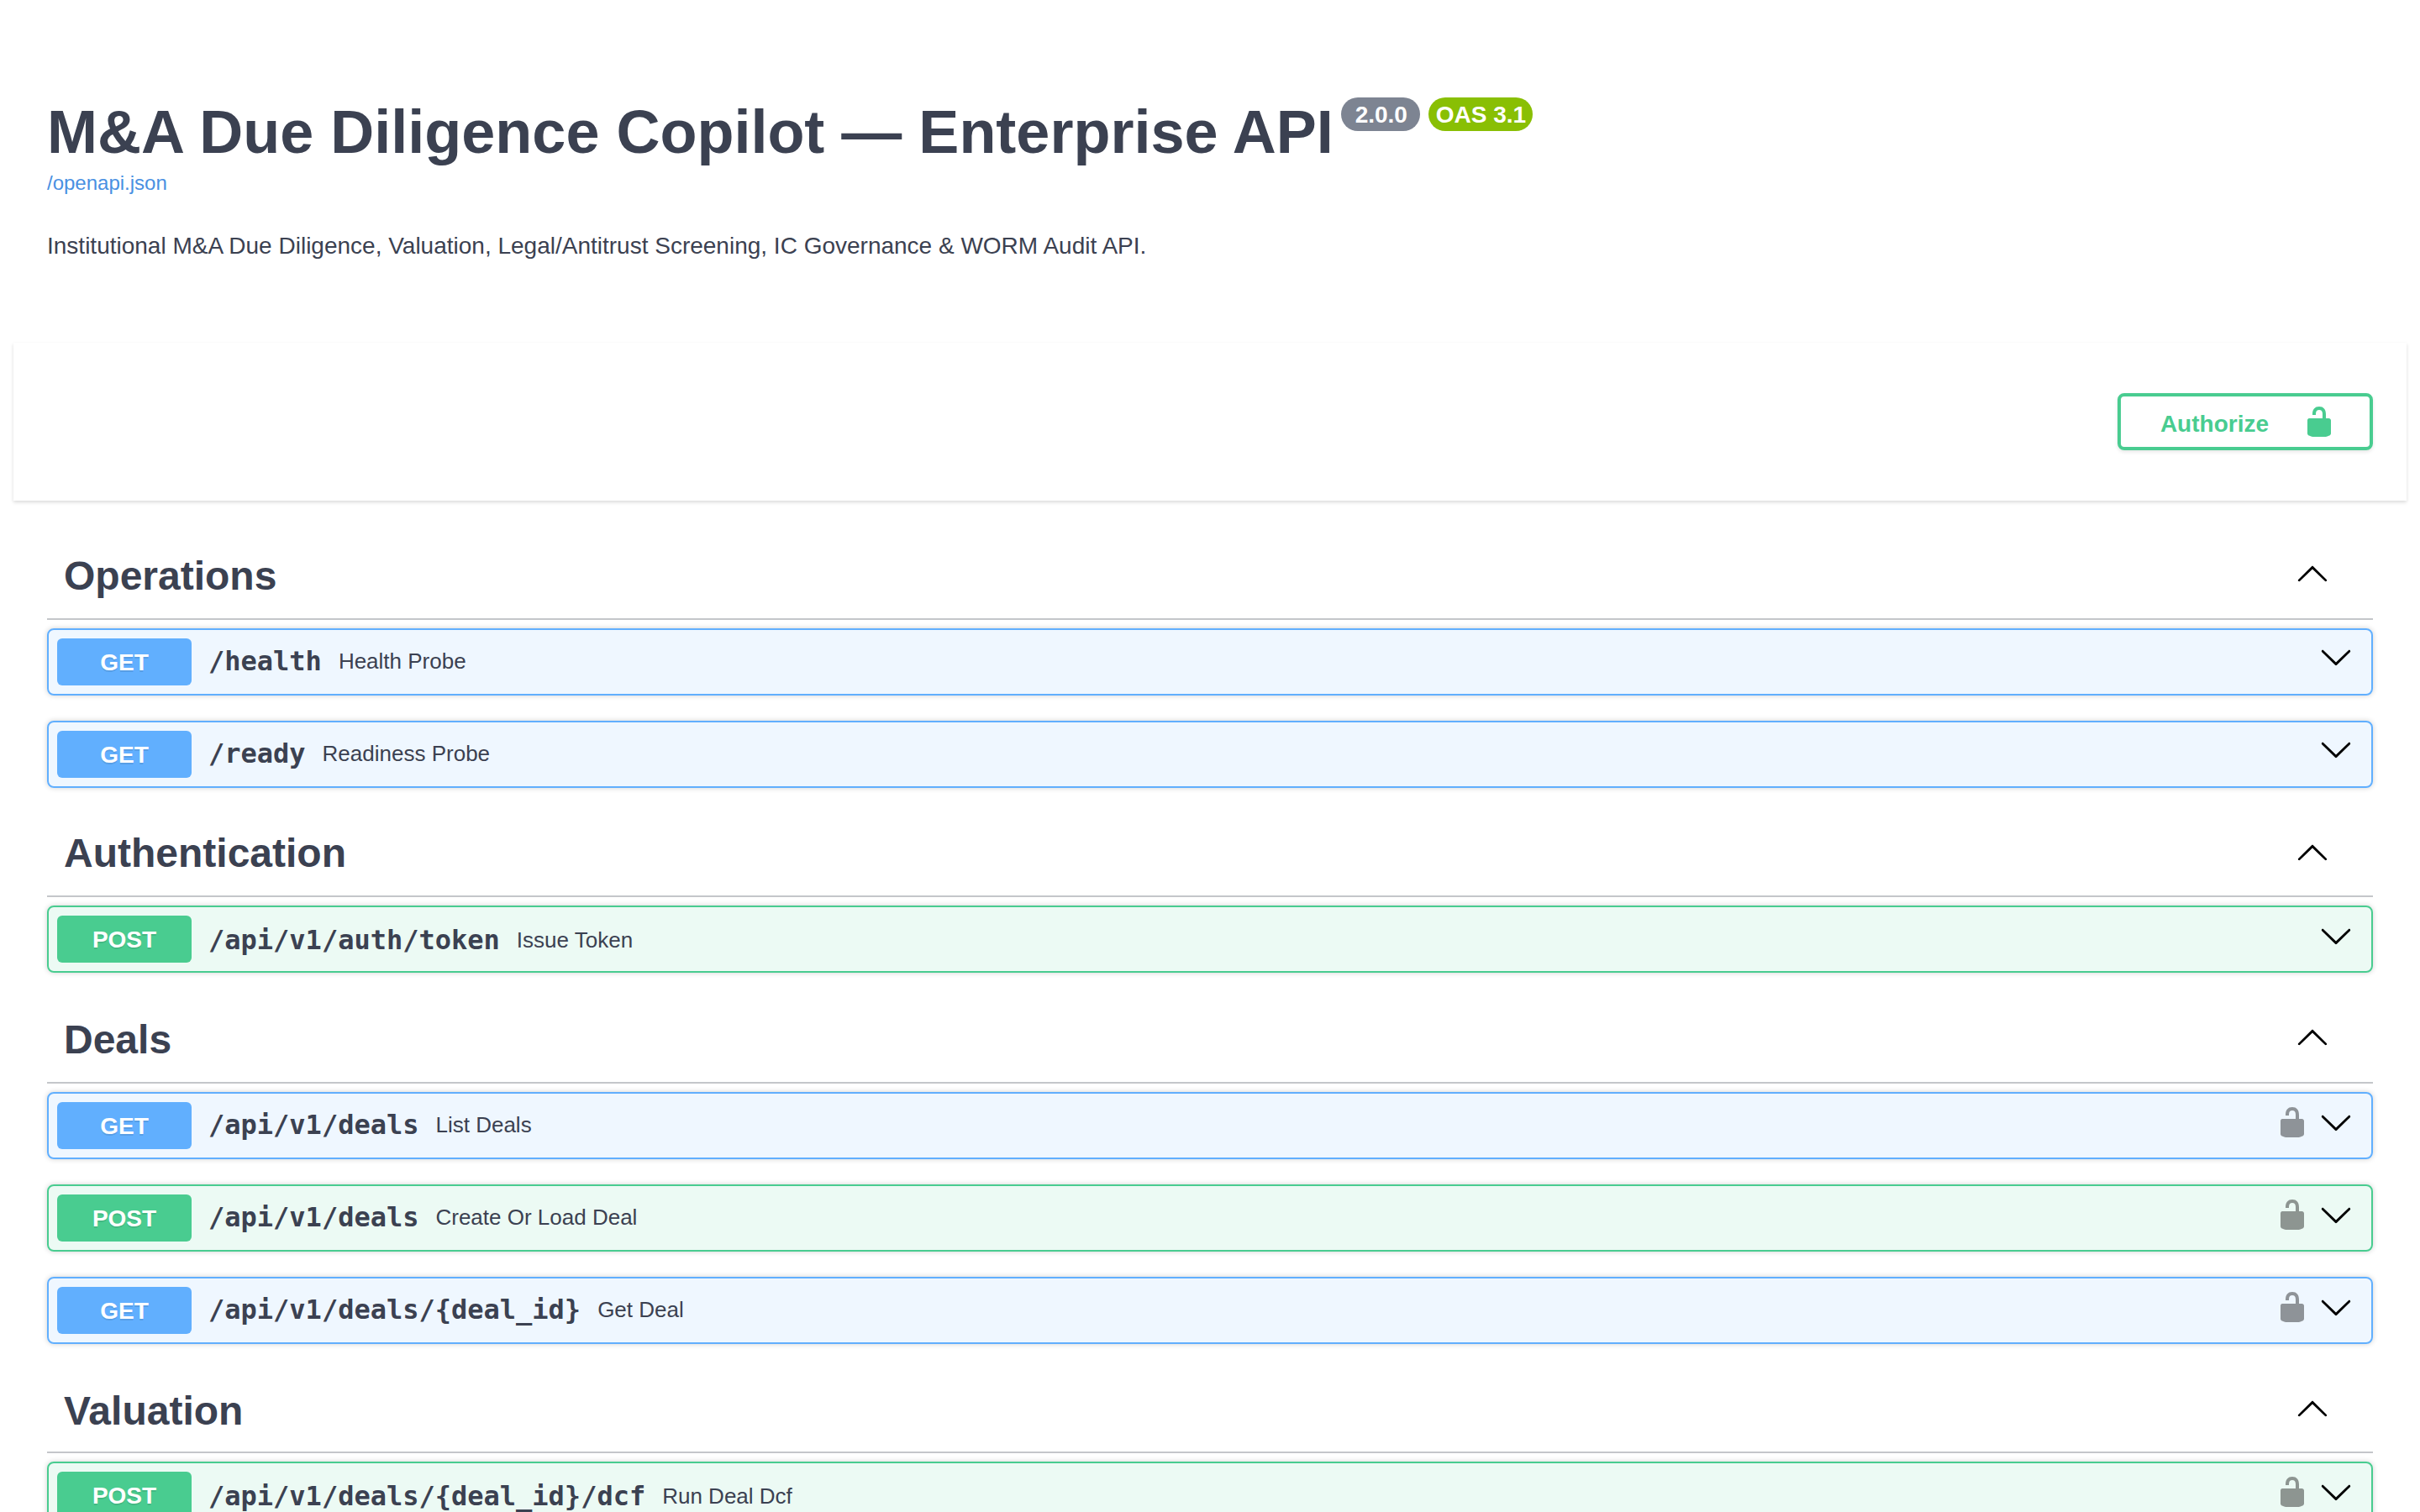 M&A Due Diligence Copilot — Enterprise API 2.0.0 OAS 3.1
/openapi.json
Institutional M&A Due Diligence, Valuation, Legal/Antitrust Screening, IC Governance & WORM Audit API.
Authorize
Operations
GET /health Health Probe
GET /ready Readiness Probe
Authentication
POST /api/v1/auth/token Issue Token
Deals
GET /api/v1/deals List Deals
POST /api/v1/deals Create Or Load Deal
GET /api/v1/deals/{deal_id} Get Deal
Valuation
POST /api/v1/deals/{deal_id}/dcf Run Deal Dcf